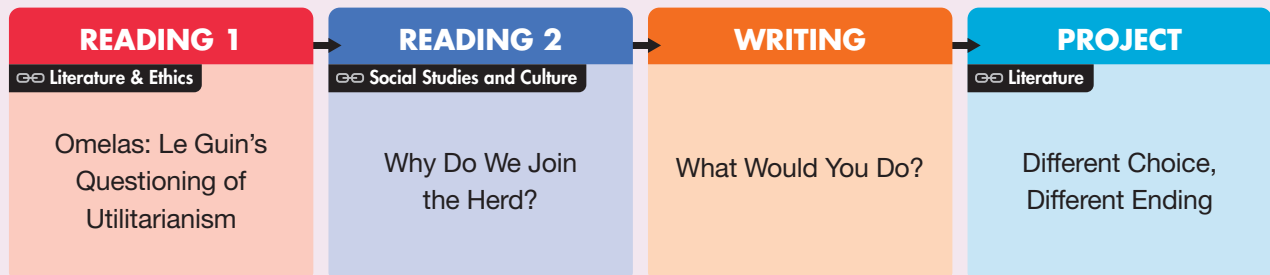 READING 1
Literature & Ethics
Omelas: Le Guin's
Questioning of
Utilitarianism
READING 2
Social Studies and Culture
Why Do We Join
the Herd?
WRITING
What Would You Do?
PROJECT
Literature
Different Choice,
Different Ending